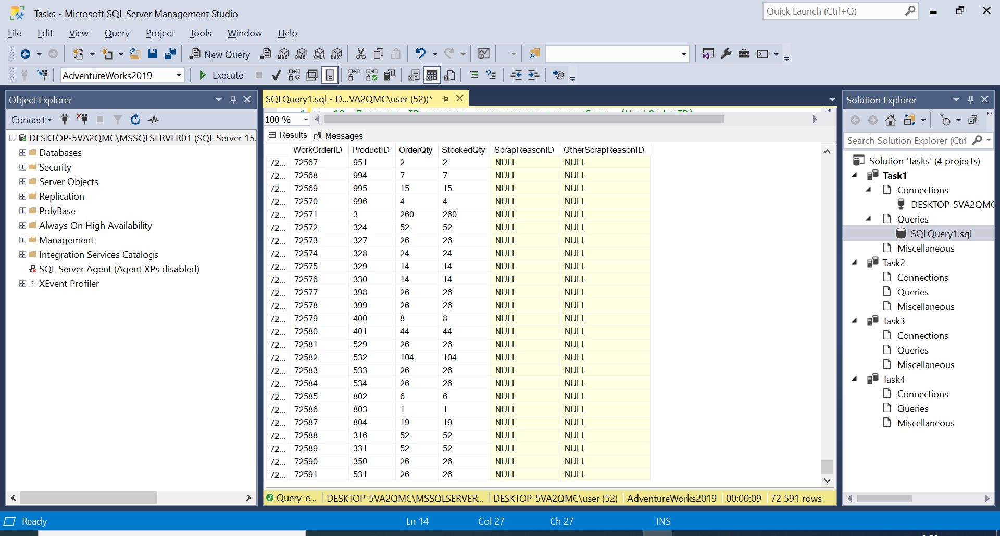 Tasks - Microsoft SQL Server Management Studio
Quick Launch (Ctrl+Q)
File Edit View Query Project Tools Window Help
New Query MDX DMX XMLA DAX
AdventureWorks2019 Execute
Object Explorer
Connect
DESKTOP-5VA2QMC\MSSQLSERVER01 (SQL Server 15.
Databases
Security
Server Objects
Replication
PolyBase
Always On High Availability
Management
Integration Services Catalogs
SQL Server Agent (Agent XPs disabled)
XEvent Profiler
SQLQuery1.sql - D...VA2QMC\user (52))*
100 %
Results Messages
WorkOrderID ProductID OrderQty StockedQty ScrapReasonID OtherScrapReasonID
72... 72567 951 2 2 NULL NULL
72... 72568 994 7 7 NULL NULL
72... 72569 995 15 15 NULL NULL
72... 72570 996 4 4 NULL NULL
72... 72571 3 260 260 NULL NULL
72... 72572 324 52 52 NULL NULL
72... 72573 327 26 26 NULL NULL
72... 72574 328 24 24 NULL NULL
72... 72575 329 14 14 NULL NULL
72... 72576 330 14 14 NULL NULL
72... 72577 398 26 26 NULL NULL
72... 72578 399 26 26 NULL NULL
72... 72579 400 8 8 NULL NULL
72... 72580 401 44 44 NULL NULL
72... 72581 529 26 26 NULL NULL
72... 72582 532 104 104 NULL NULL
72... 72583 533 26 26 NULL NULL
72... 72584 534 26 26 NULL NULL
72... 72585 802 6 6 NULL NULL
72... 72586 803 1 1 NULL NULL
72... 72587 804 19 19 NULL NULL
72... 72588 316 52 52 NULL NULL
72... 72589 331 52 52 NULL NULL
72... 72590 350 26 26 NULL NULL
72... 72591 531 26 26 NULL NULL
Query e... DESKTOP-5VA2QMC\MSSQLSERVER... DESKTOP-5VA2QMC\user (52) AdventureWorks2019 00:00:09 72 591 rows
Solution Explorer
Search Solution Explorer (Ctrl
Solution 'Tasks' (4 projects)
Task1
Connections
DESKTOP-5VA2QMC
Queries
SQLQuery1.sql
Miscellaneous
Task2
Connections
Queries
Miscellaneous
Task3
Connections
Queries
Miscellaneous
Task4
Connections
Queries
Miscellaneous
Ready Ln 14 Col 27 Ch 27 INS